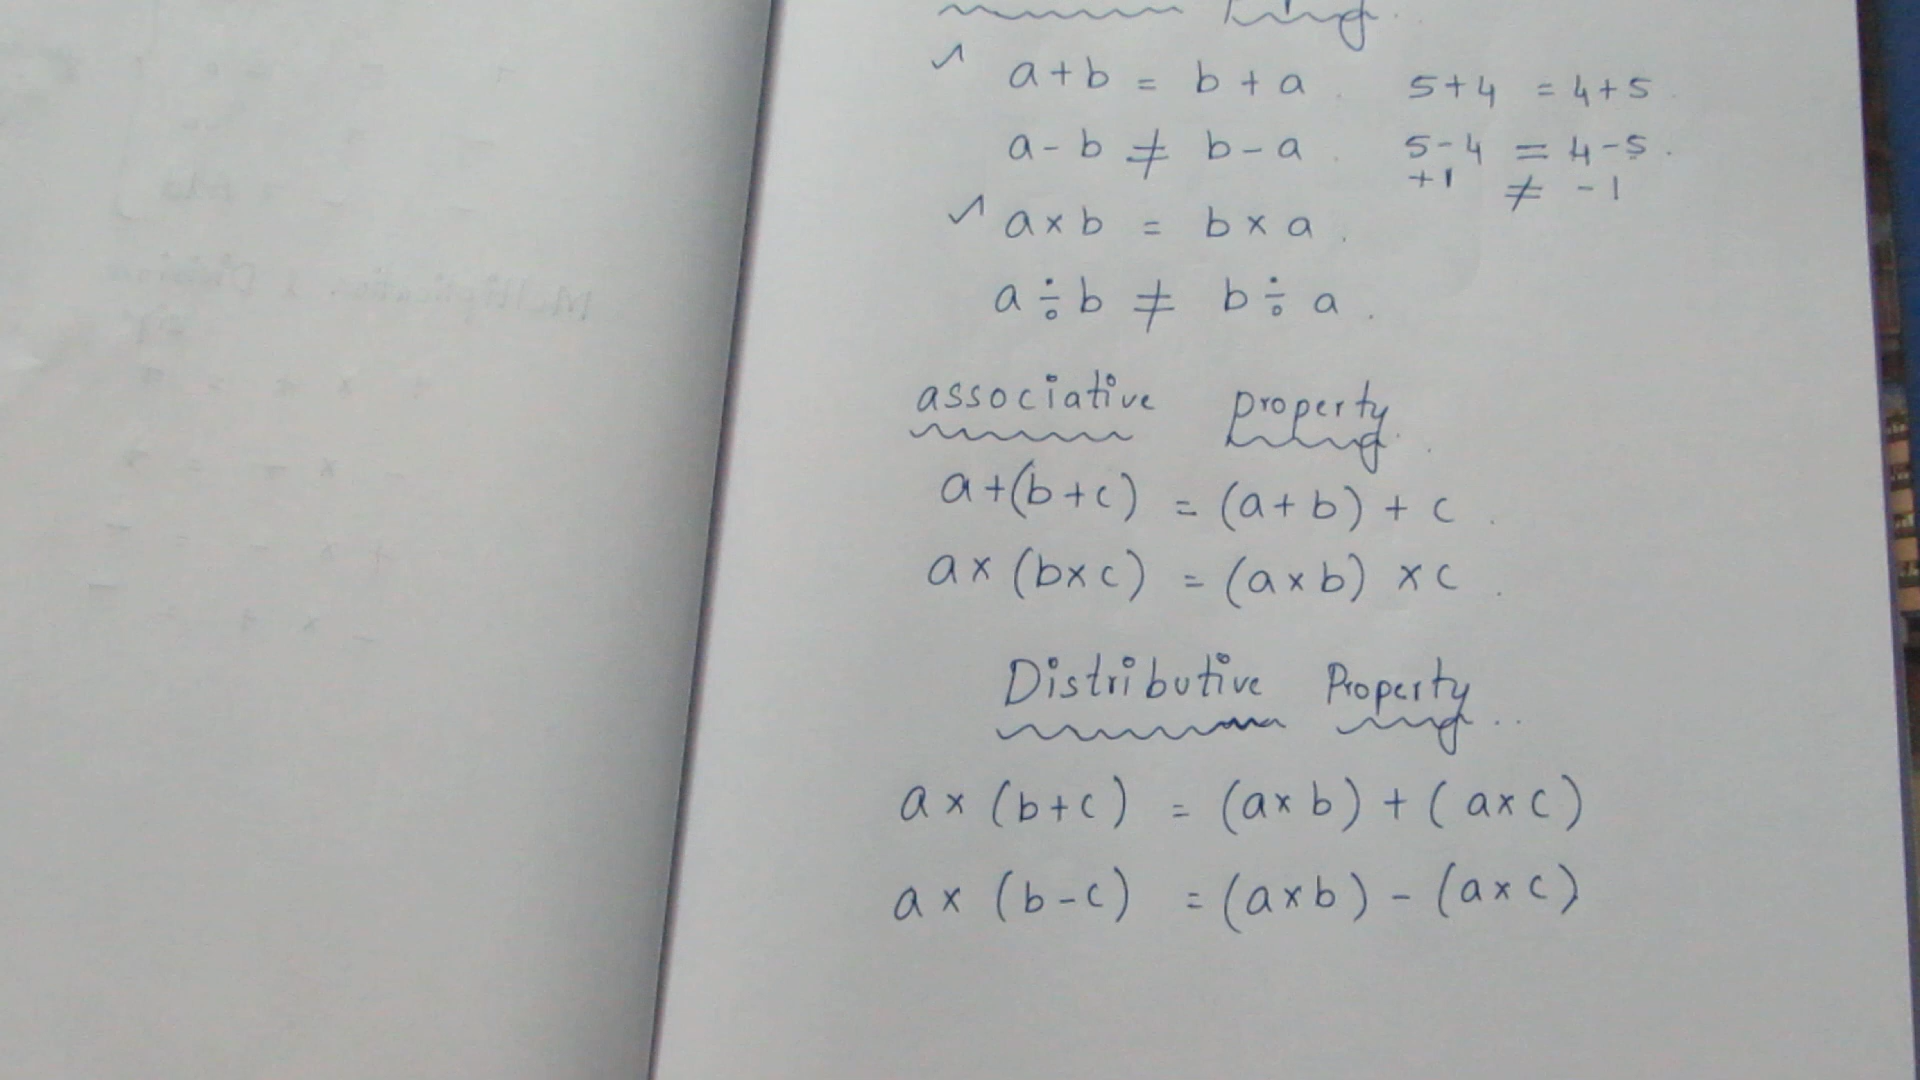 ✓ a + b = b + a . 5+4 = 4+5
a - b ≠ b - a . 5-4 = 4-5 .
+1 ≠ -1
✓ a × b = b × a .
a ÷ b ≠ b ÷ a .
associative property
a+(b+c) = (a+b) + c .
a × (b×c) = (a×b) × c .
Distributive Property ..
a × (b+c) = (a×b) + (a×c)
a × (b-c) = (a×b) - (a×c)